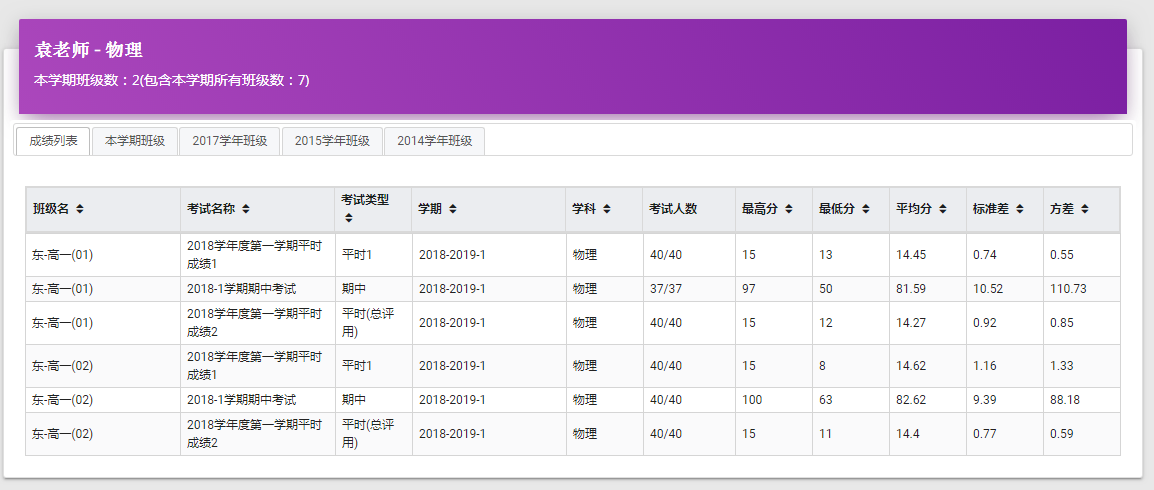 袁老师 - 物理
本学期班级数：2(包含本学期所有班级数：7)
成绩列表 本学期班级 2017学年班级 2015学年班级 2014学年班级
班级名 考试名称 考试类型 学期 学科 考试人数 最高分 最低分 平均分 标准差 方差
东-高一(01) 2018学年度第一学期平时成绩1 平时1 2018-2019-1 物理 40/40 15 13 14.45 0.74 0.55
东-高一(01) 2018-1学期期中考试 期中 2018-2019-1 物理 37/37 97 50 81.59 10.52 110.73
东-高一(01) 2018学年度第一学期平时成绩2 平时(总评用) 2018-2019-1 物理 40/40 15 12 14.27 0.92 0.85
东-高一(02) 2018学年度第一学期平时成绩1 平时1 2018-2019-1 物理 40/40 15 8 14.62 1.16 1.33
东-高一(02) 2018-1学期期中考试 期中 2018-2019-1 物理 40/40 100 63 82.62 9.39 88.18
东-高一(02) 2018学年度第一学期平时成绩2 平时(总评用) 2018-2019-1 物理 40/40 15 11 14.4 0.77 0.59